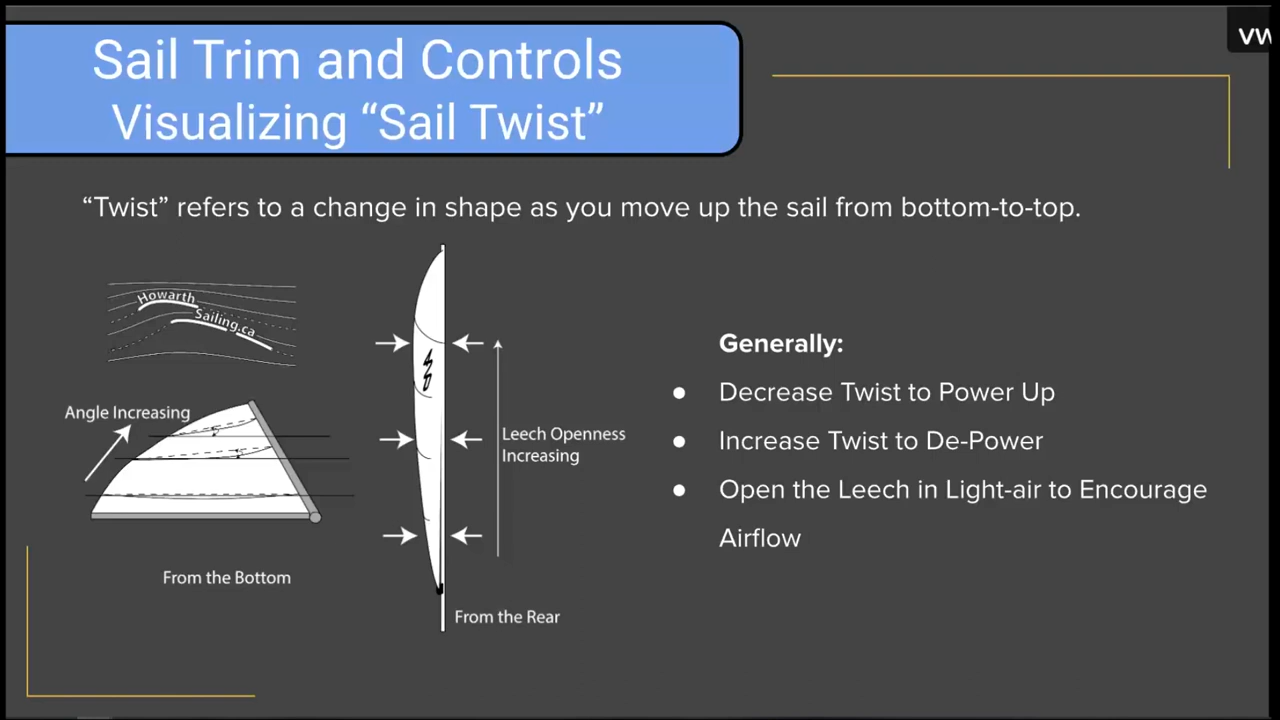 Sail Trim and Controls
Visualizing “Sail Twist”
VW
“Twist” refers to a change in shape as you move up the sail from bottom-to-top.
Howarth
Sailing.ca
Angle Increasing
From the Bottom
Leech Openness
Increasing
From the Rear
Generally:
● Decrease Twist to Power Up
● Increase Twist to De-Power
● Open the Leech in Light-air to Encourage
Airflow